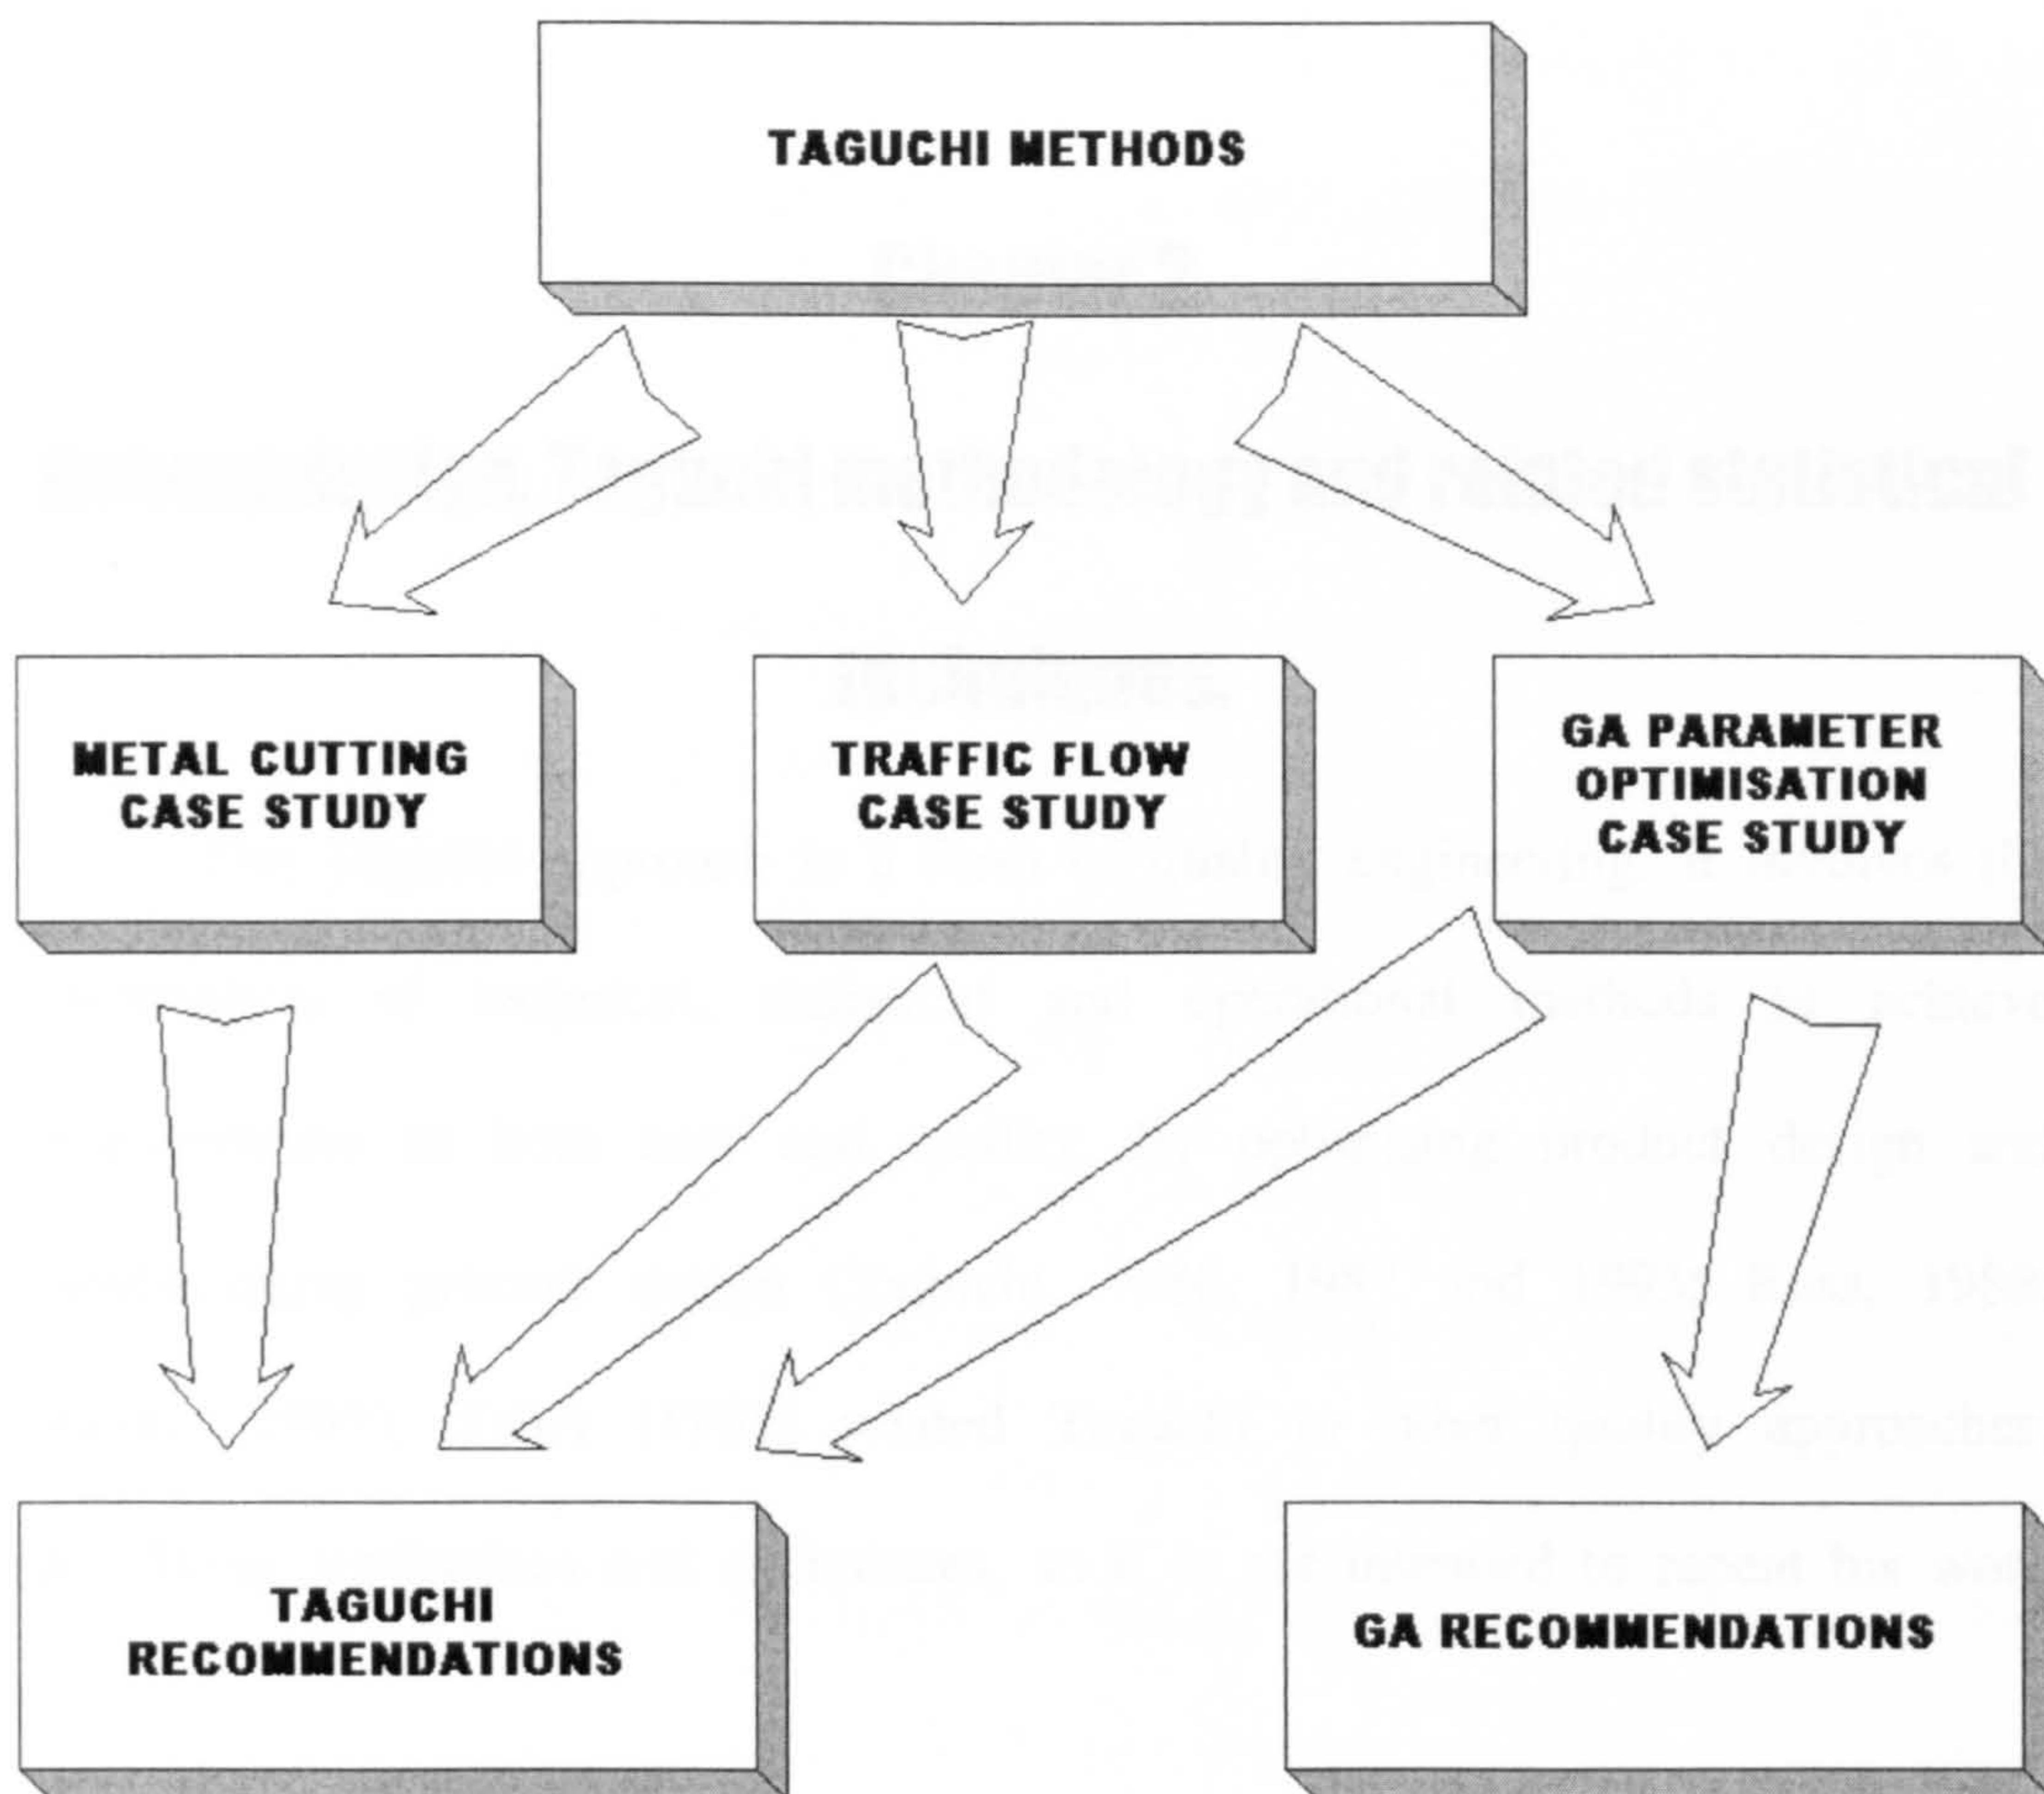 TAGUCHI METHODS
METAL CUTTING
CASE STUDY
TRAFFIC FLOW
CASE STUDY
GA PARAMETER
OPTIMISATION
CASE STUDY
TAGUCHI
RECOMMENDATIONS
GA RECOMMENDATIONS